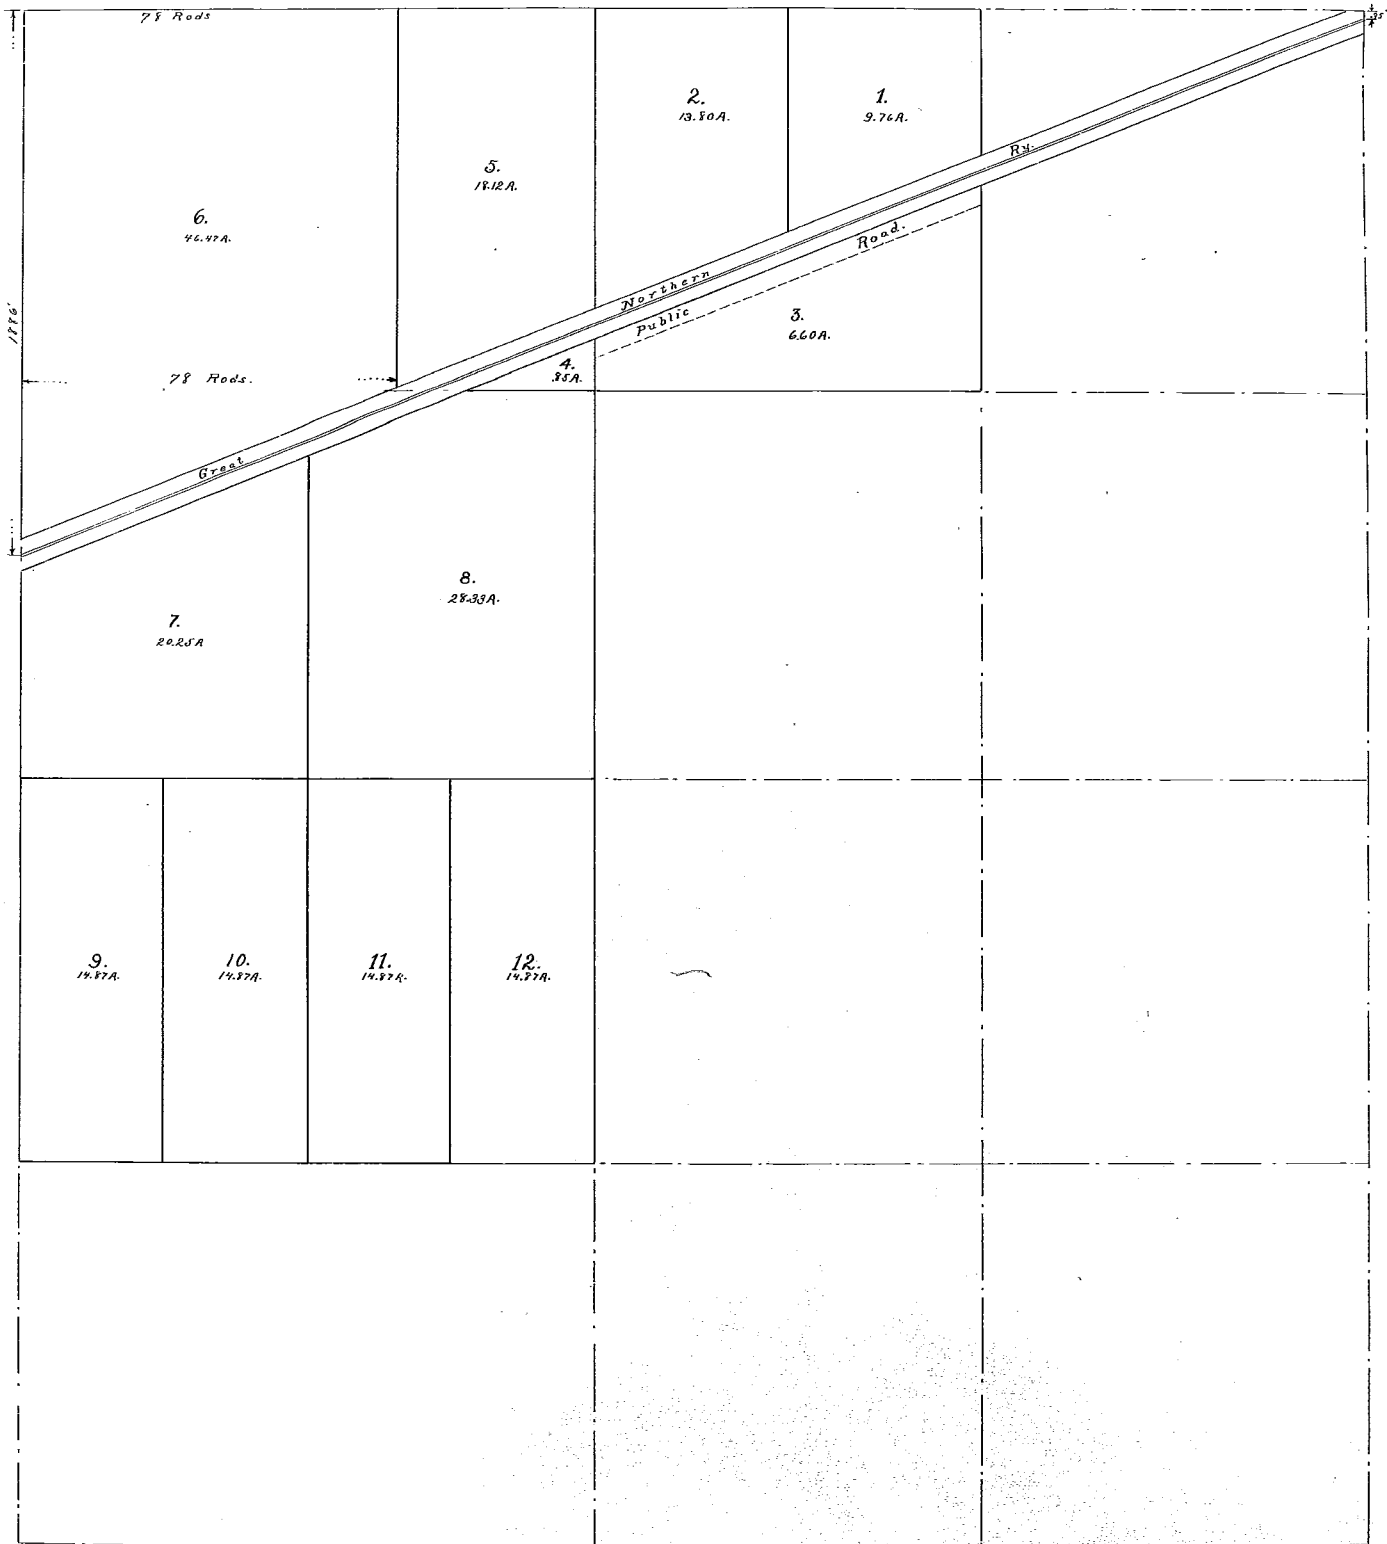 78 Rods
35'
2.
13.80A.
1.
9.76A.
Ry.
5.
18.12A.
6.
46.47A.
Road.
Northern
Public
3.
6.60A.
1886'
4.
.85A.
78 Rods.
Great
8.
28.33A.
7.
20.25A
9.
14.87A.
10.
14.87A.
11.
14.87A.
12.
14.87A.